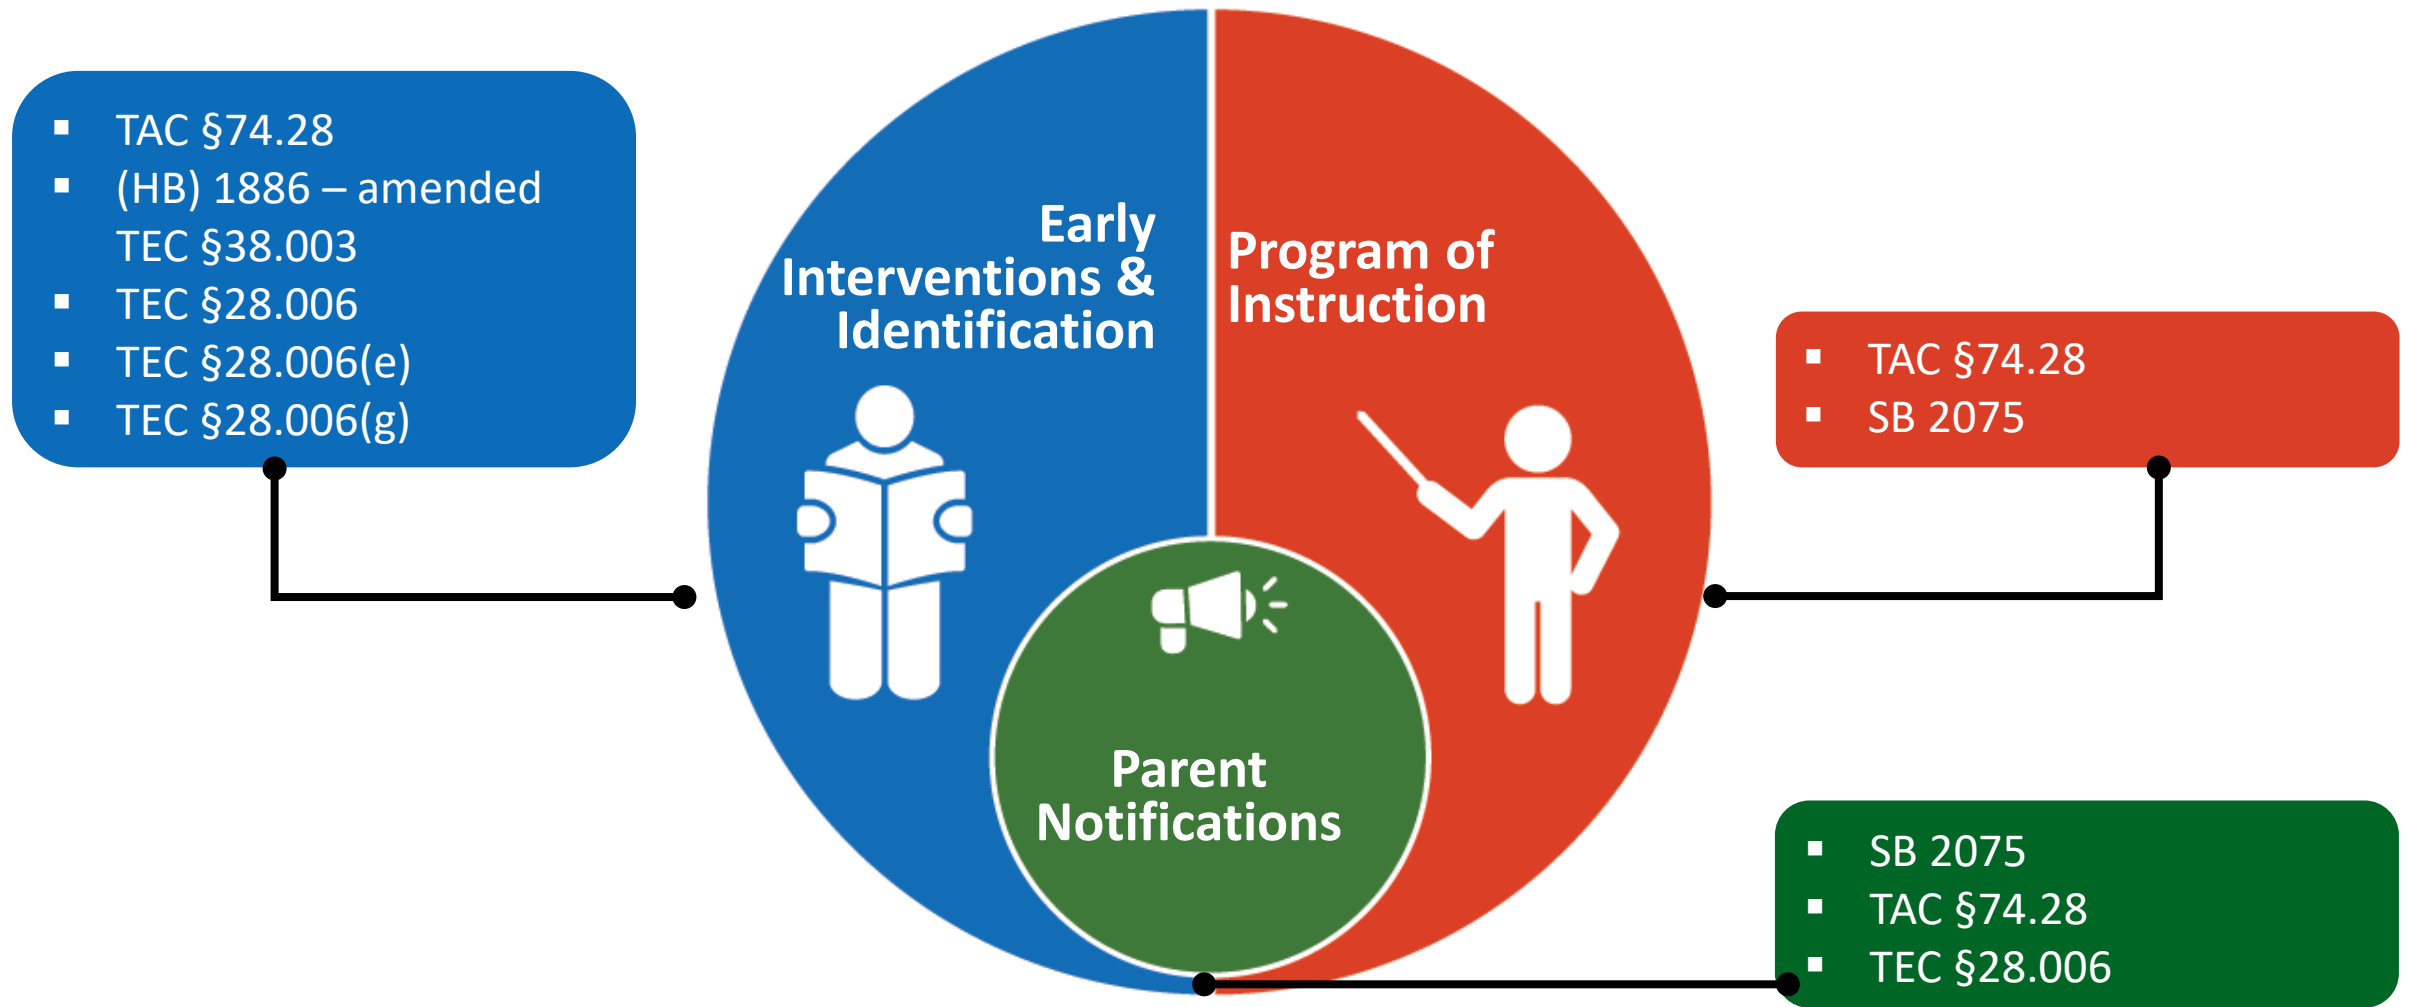 ▪ TAC §74.28
▪ (HB) 1886 – amended
TEC §38.003
▪ TEC §28.006
▪ TEC §28.006(e)
▪ TEC §28.006(g)
Early
Interventions &
Identification
Program of
Instruction
▪ TAC §74.28
▪ SB 2075
Parent
Notifications
▪ SB 2075
▪ TAC §74.28
▪ TEC §28.006